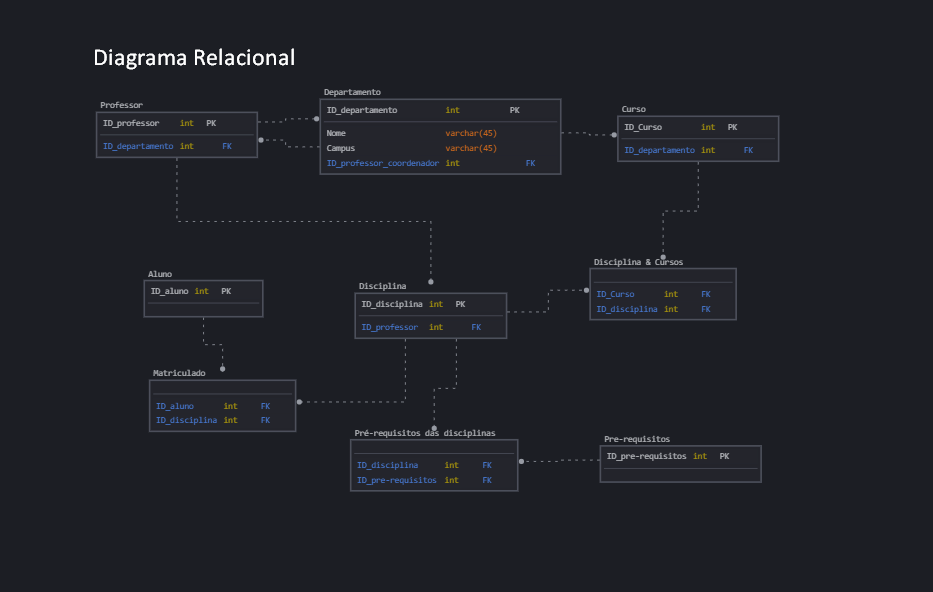 Diagrama Relacional
Professor
ID_professor int PK
ID_departamento int FK
Departamento
ID_departamento int PK
Nome varchar(45)
Campus varchar(45)
ID_professor_coordenador int FK
Curso
ID_Curso int PK
ID_departamento int FK
Aluno
ID_aluno int PK
Disciplina
ID_disciplina int PK
ID_professor int FK
Disciplina & Cursos
ID_Curso int FK
ID_disciplina int FK
Matriculado
ID_aluno int FK
ID_disciplina int FK
Pré-requisitos das disciplinas
ID_disciplina int FK
ID_pre-requisitos int FK
Pre-requisitos
ID_pre-requisitos int PK